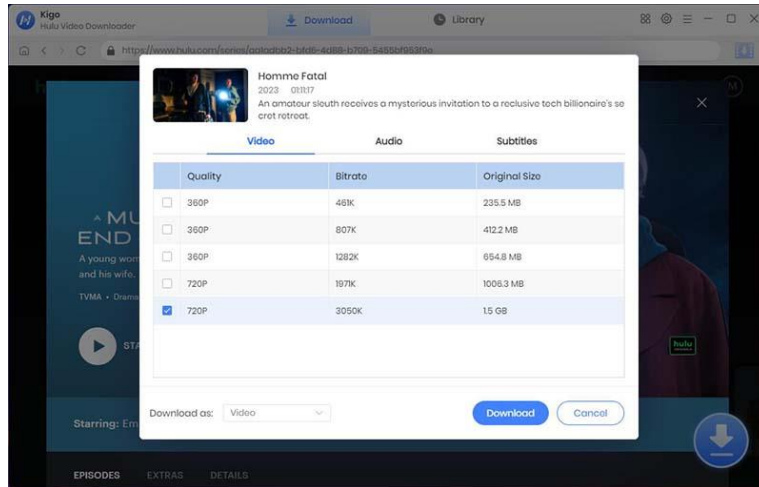 Kigo
Hulu Video Downloader
Download
Library
Homme Fatal
2023 01:11:17
An amateur sleuth receives a mysterious invitation to a reclusive tech billionaire's se
cret retreat.
Video Audio Subtitles
Quality Bitrate Original Size
360P 461K 235.5 MB
360P 807K 412.2 MB
360P 1282K 654.8 MB
720P 1971K 1006.3 MB
720P 3050K 1.5 GB
Download as: Video
Download Cancel
A MU
END
A young wom
and his wife.
TVMA • Drama
STA
hulu
Starring: Em
EPISODES EXTRAS DETAILS
M